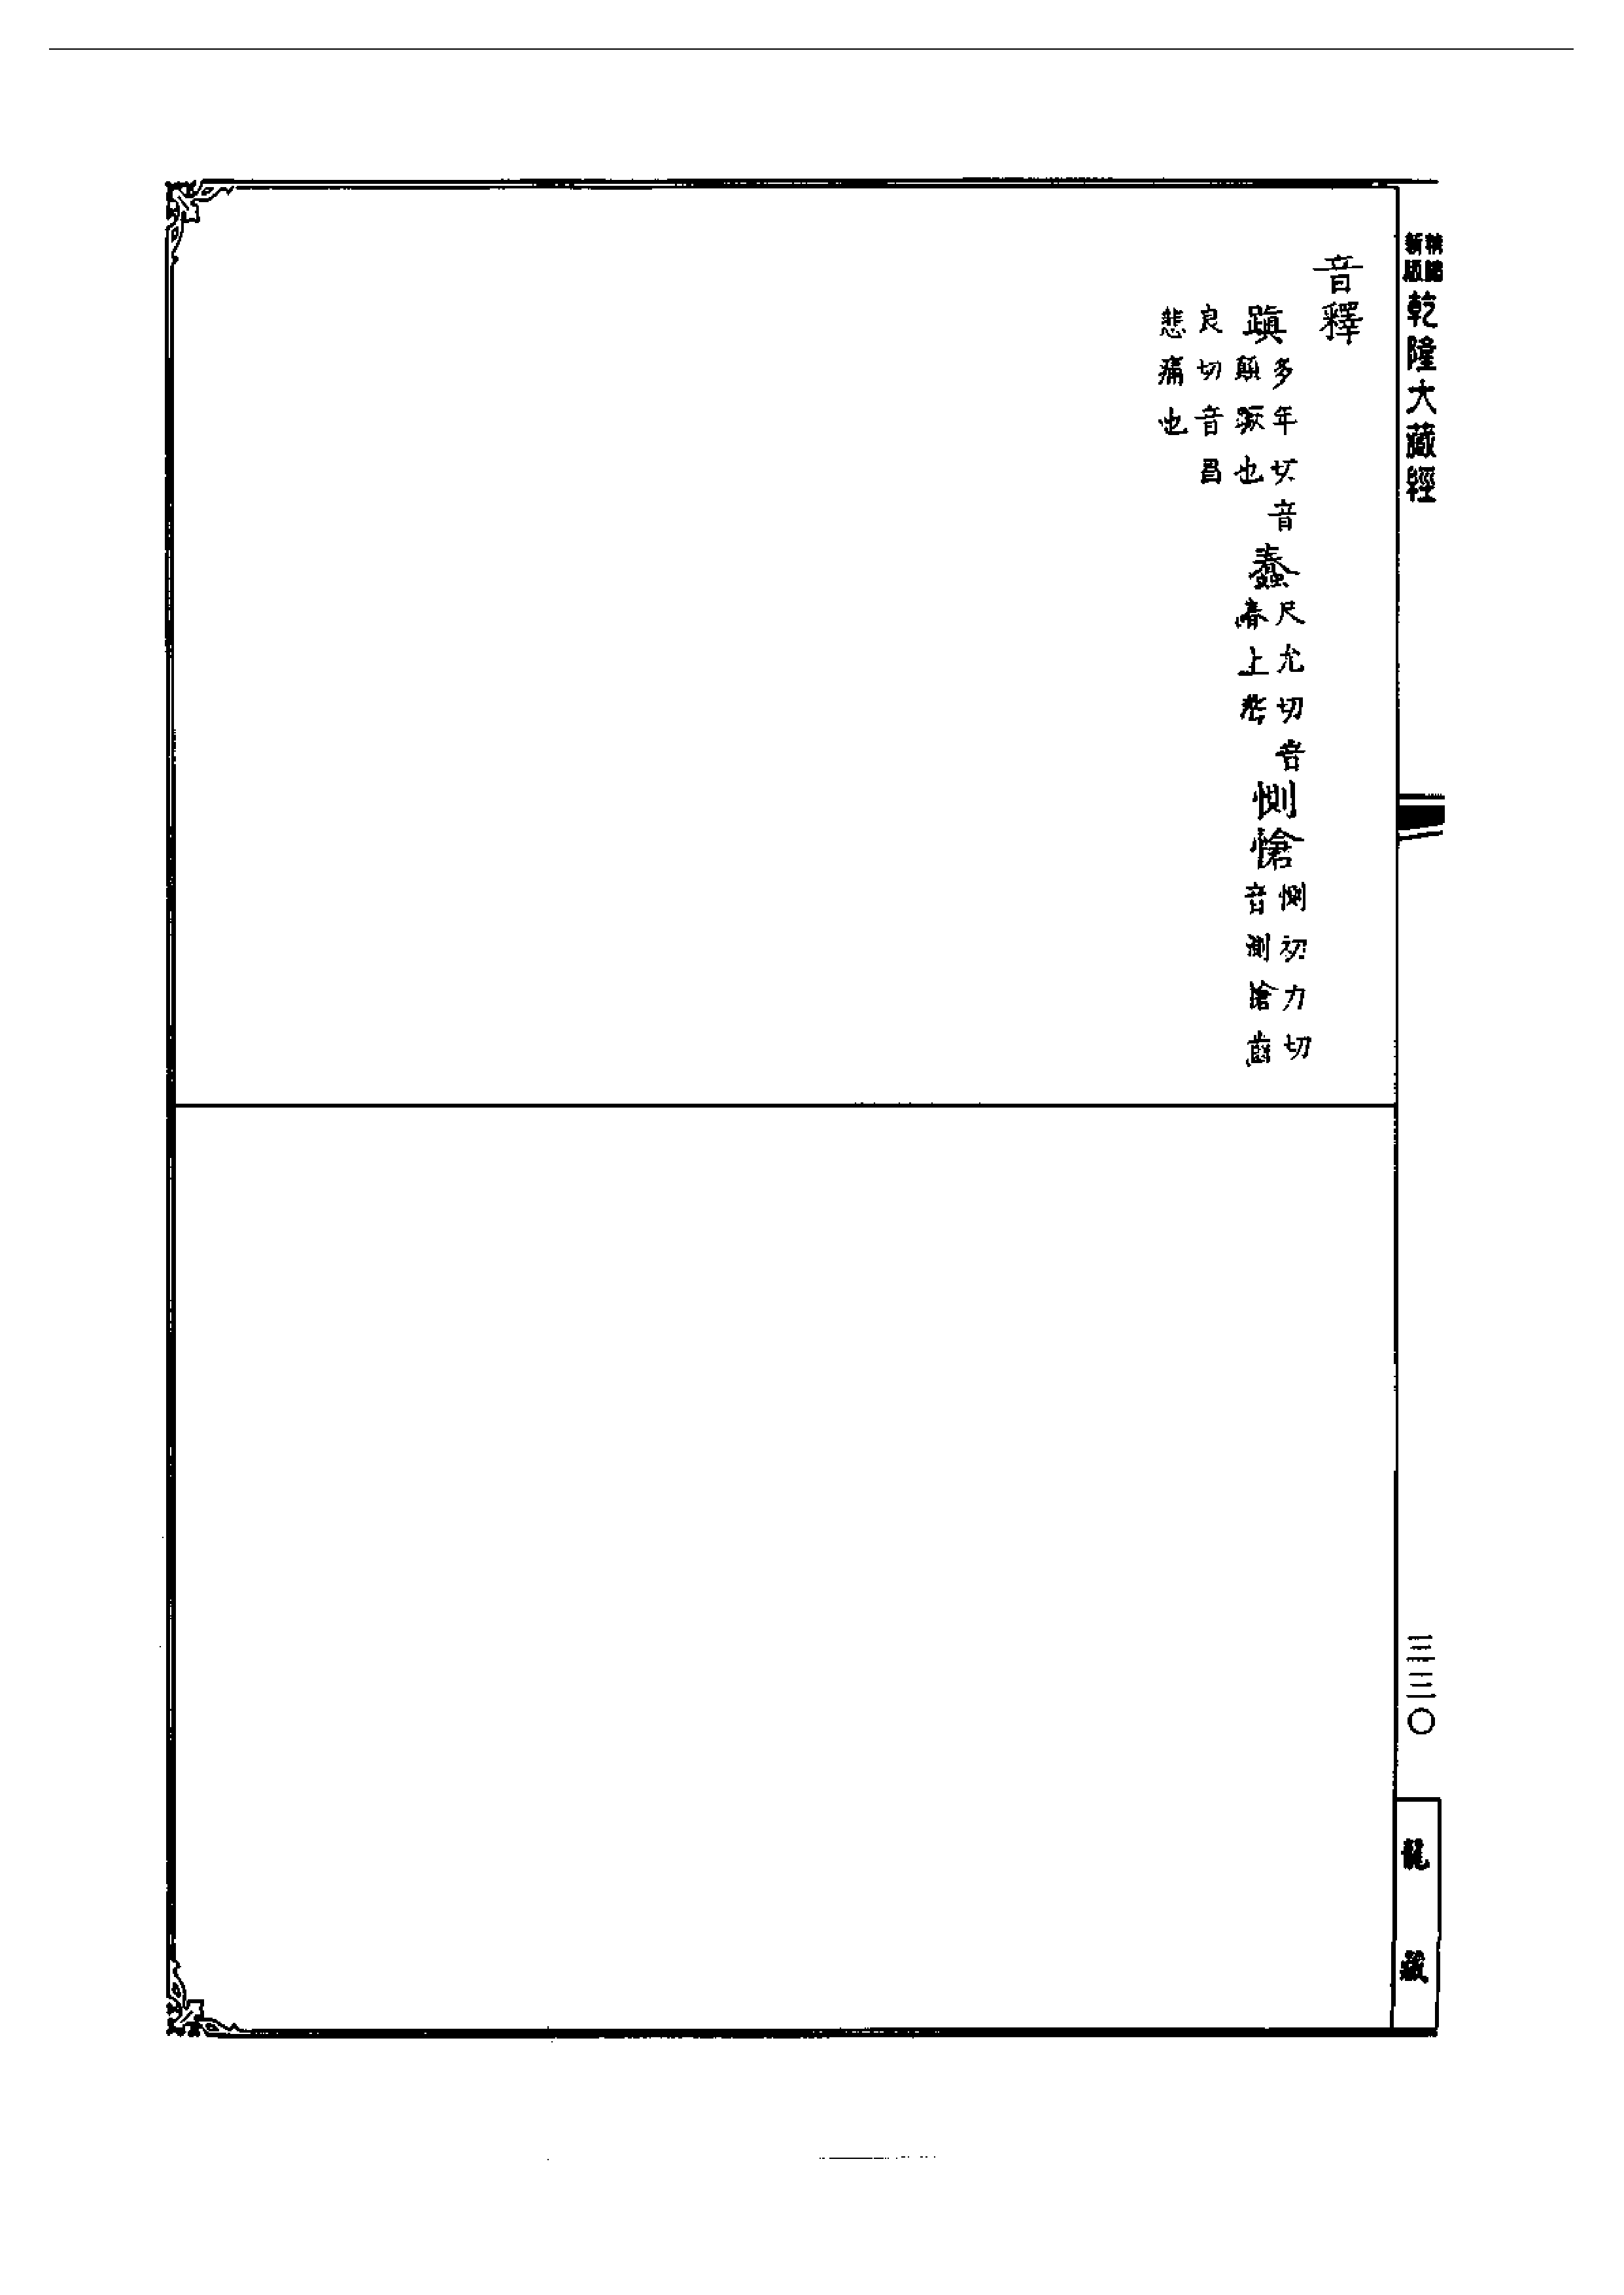 精縮
新版
乾隆大藏經
音釋
蹎
多年切音
顛蹶也
蠢
尺允切音
春上聲
惻愴
惻初力切
音測愴齒
良切音昌
悲痛也
三三〇
龍藏